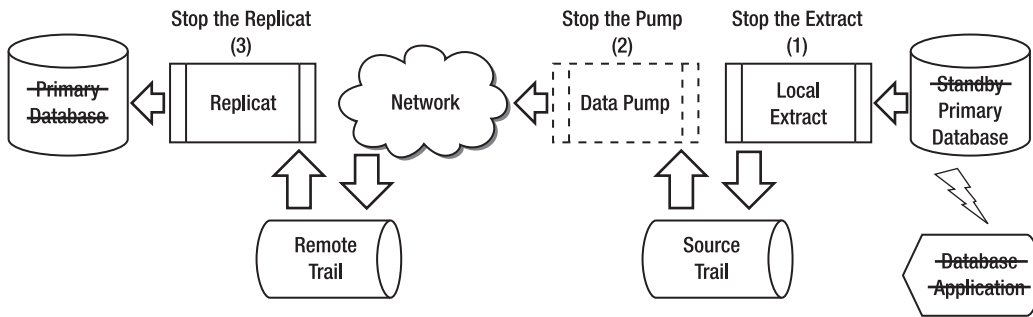 Stop the Replicat
(3)
Stop the Pump
(2)
Stop the Extract
(1)
Primary
Database
Replicat
Network
Data Pump
Local
Extract
Standby
Primary
Database
Remote
Trail
Source
Trail
Database
Application